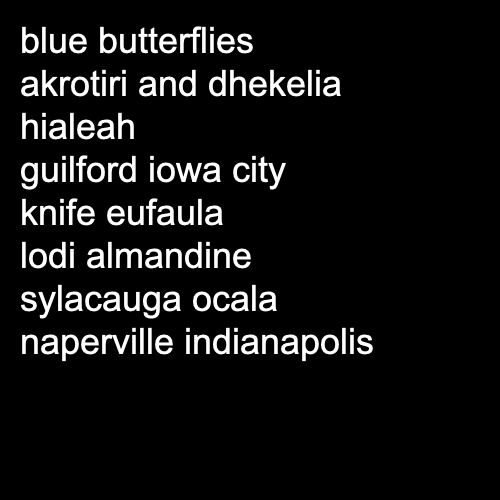 blue butterflies
akrotiri and dhekelia
hialeah
guilford iowa city
knife eufaula
lodi almandine
sylacauga ocala
naperville indianapolis